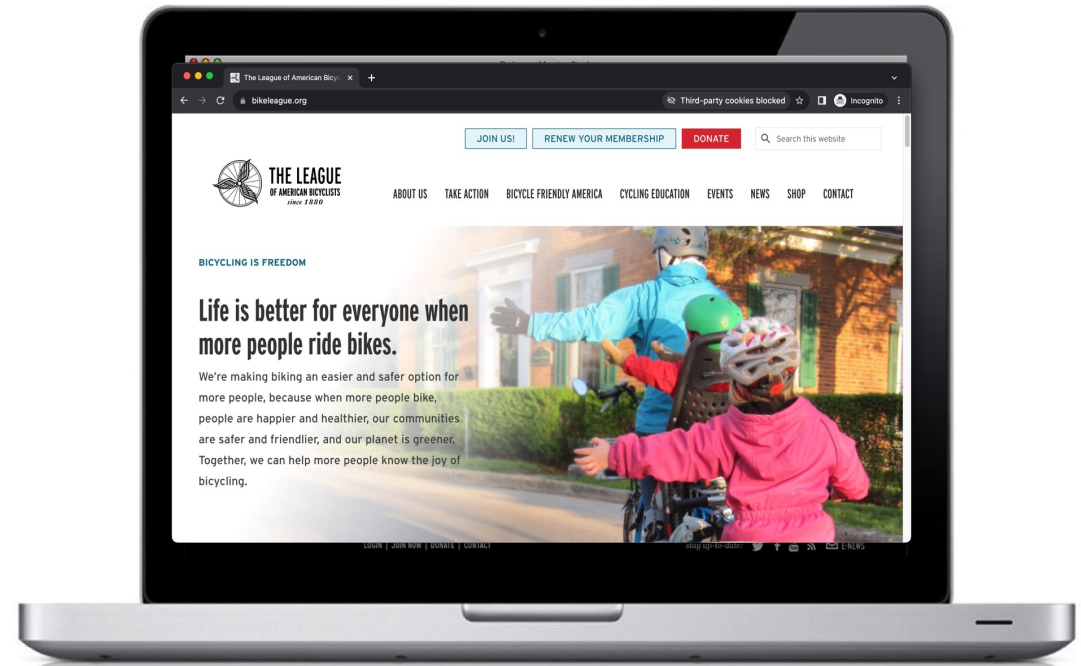 The League of American Bicyc
bikeleague.org
Third-party cookies blocked
Incognito
JOIN US!
RENEW YOUR MEMBERSHIP
DONATE
Search this website
THE LEAGUE
OF AMERICAN BICYCLISTS
since 1880
ABOUT US
TAKE ACTION
BICYCLE FRIENDLY AMERICA
CYCLING EDUCATION
EVENTS
NEWS
SHOP
CONTACT
BICYCLING IS FREEDOM
Life is better for everyone when
more people ride bikes.
We're making biking an easier and safer option for
more people, because when more people bike,
people are happier and healthier, our communities
are safer and friendlier, and our planet is greener.
Together, we can help more people know the joy of
bicycling.
LOGIN | JOIN NOW | DONATE | CONTACT
stay up-to-date:
E-NEWS